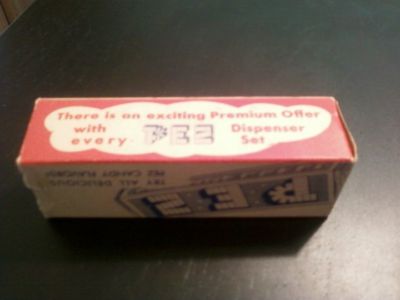 There is an exciting Premium Offer
with every PEZ Dispenser Set
TRY ALL DELICIOUS
PEZ CANDY FLAVORS!
PEZ